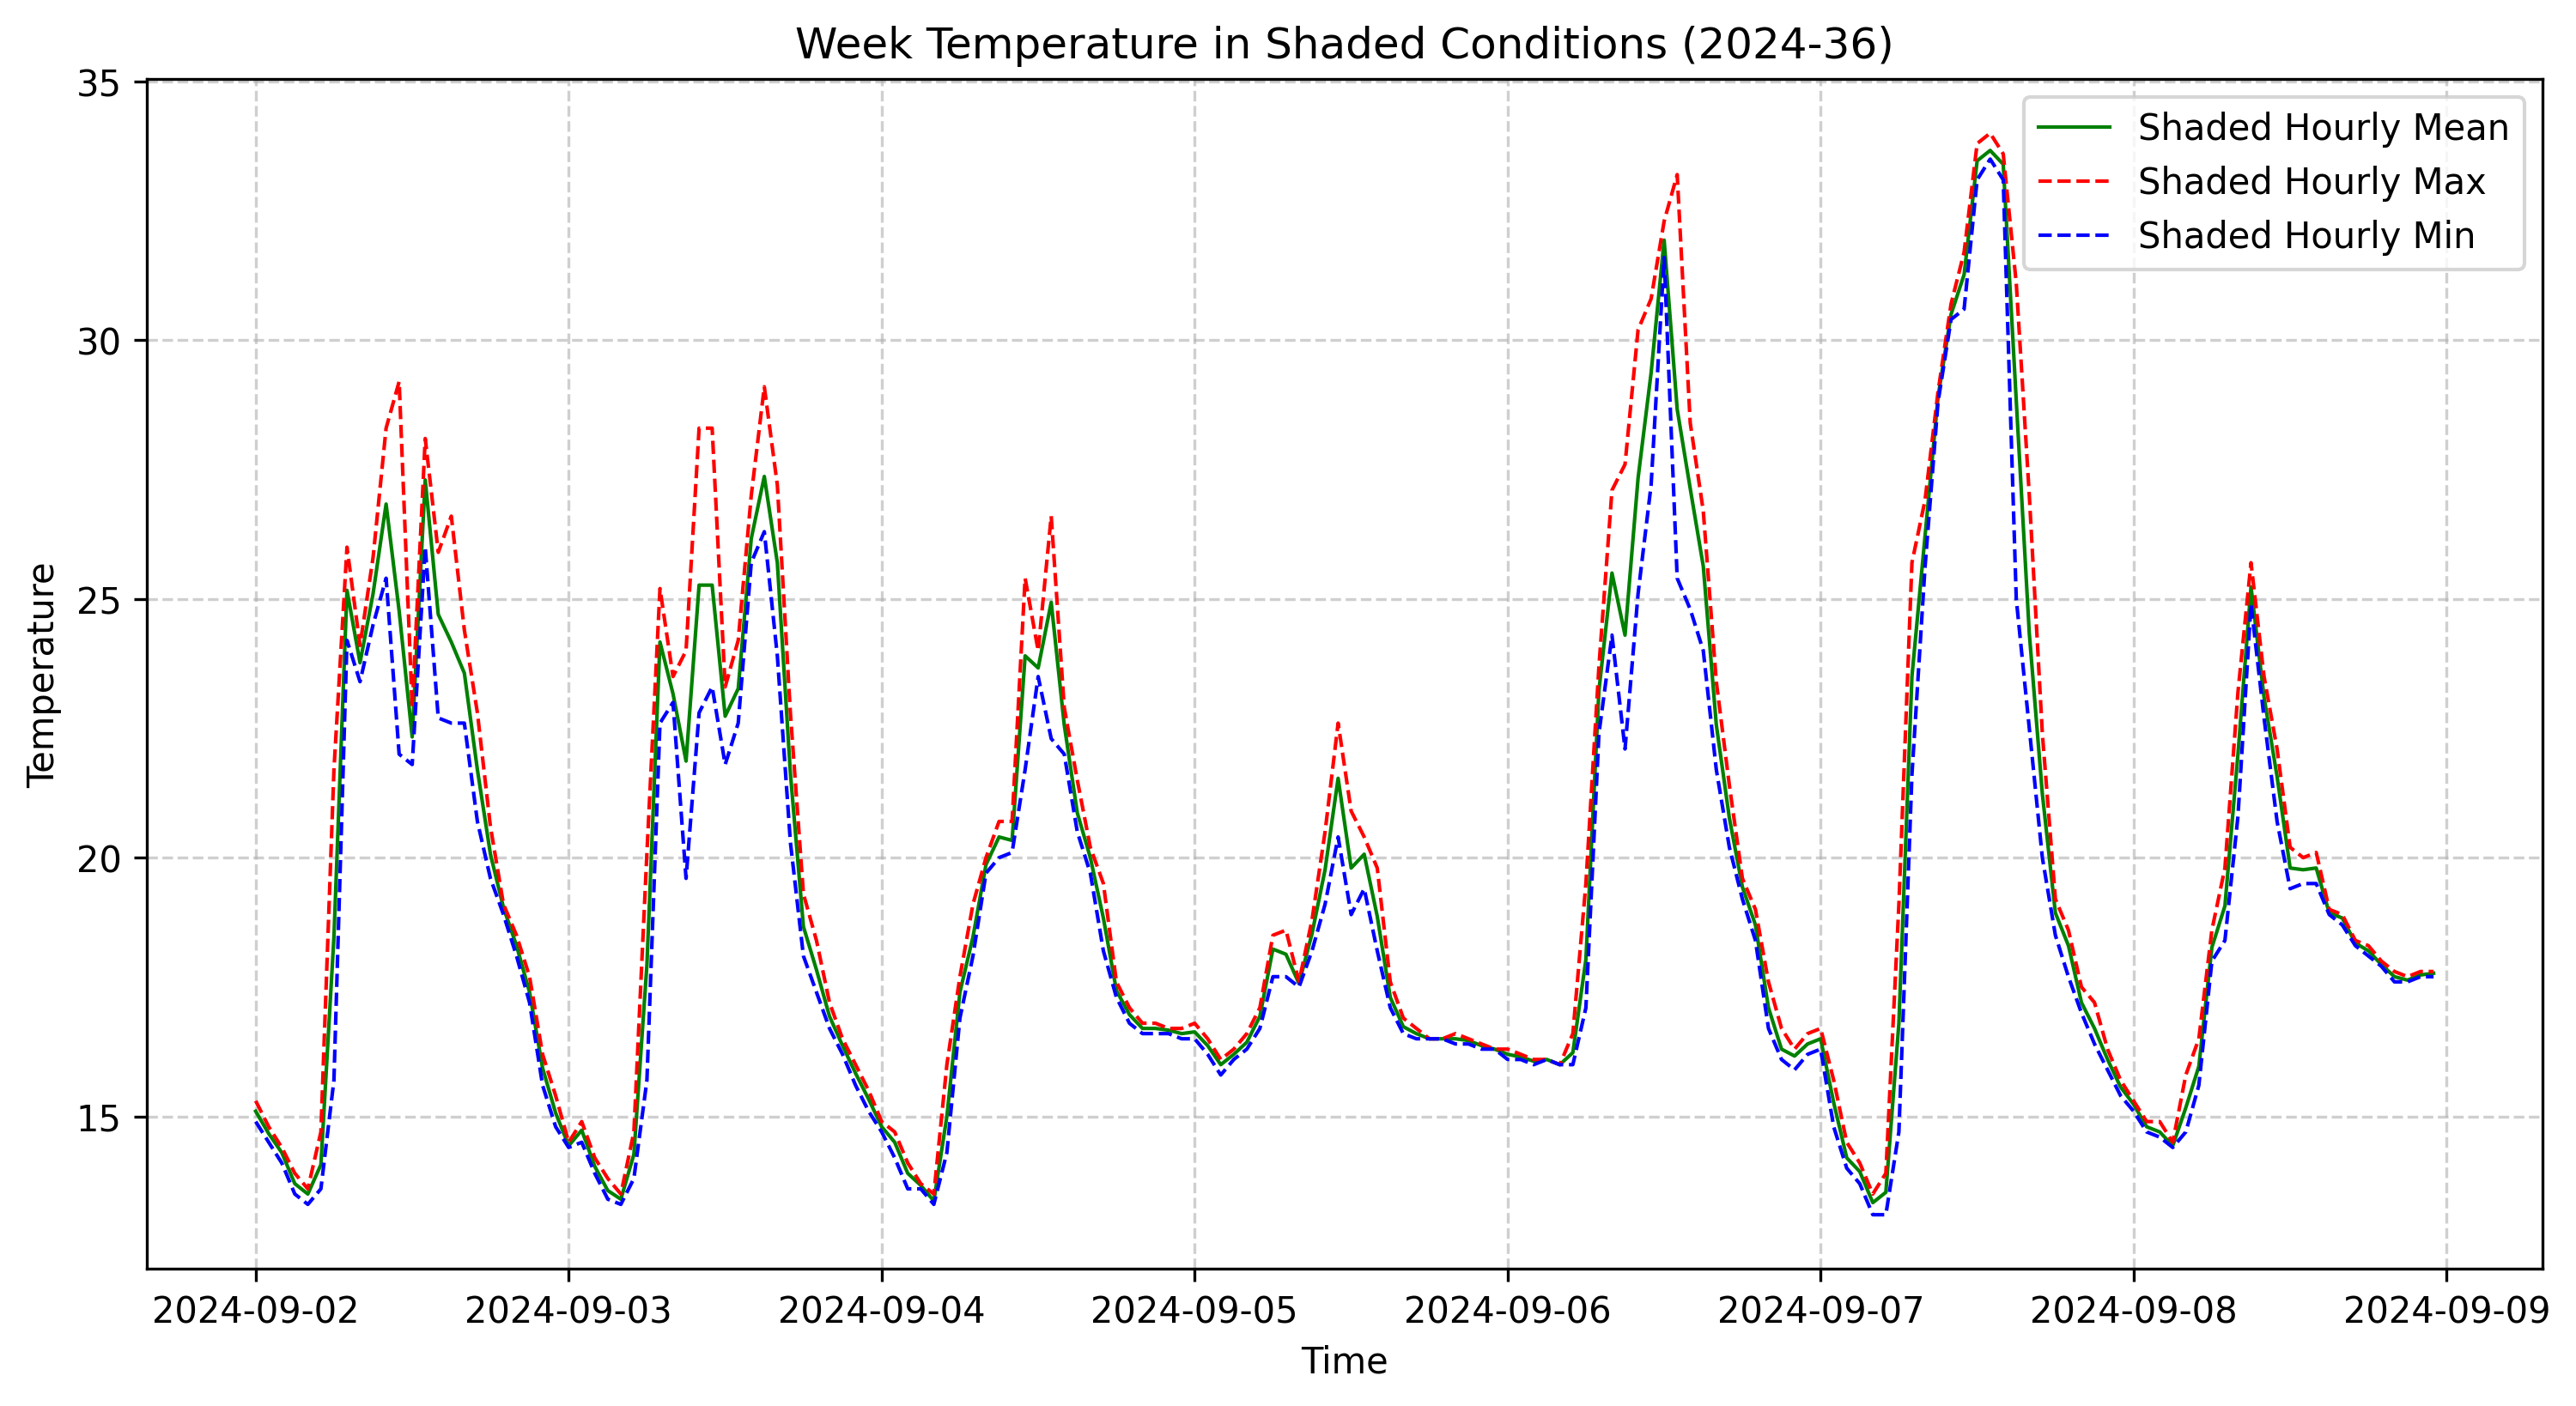 Week Temperature in Shaded Conditions (2024-36)
35
30
25
20
15
Temperature
Shaded Hourly Mean
Shaded Hourly Max
Shaded Hourly Min
2024-09-02
2024-09-03
2024-09-04
2024-09-05
2024-09-06
2024-09-07
2024-09-08
2024-09-09
Time